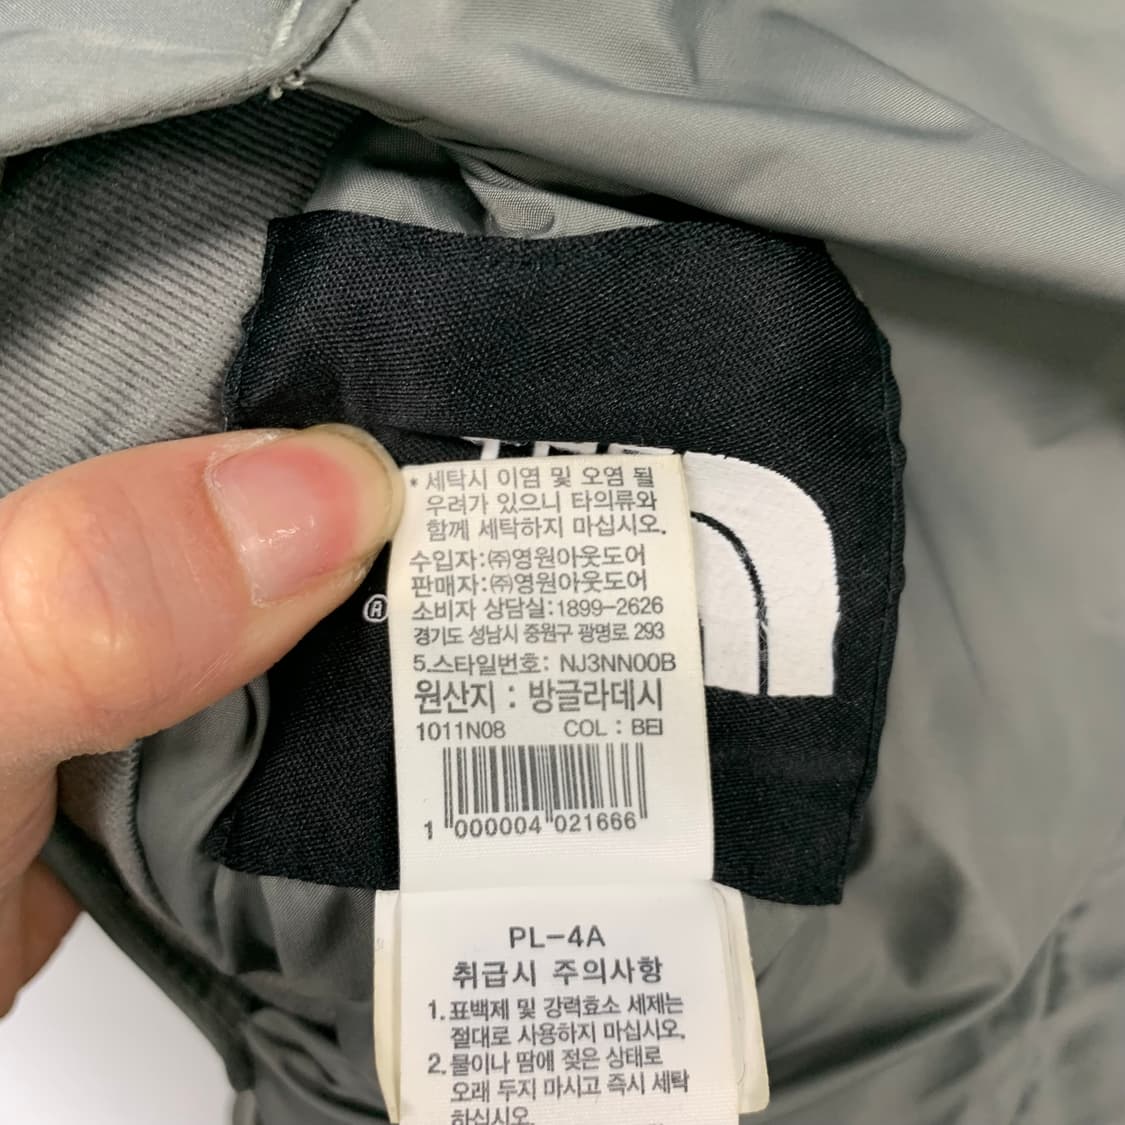 * 세탁시 이염 및 오염 될
우려가 있으니 타의류와
함께 세탁하지 마십시오.
수입자:㈜영원아웃도어
판매자:㈜영원아웃도어
소비자 상담실:1899-2626
경기도 성남시 중원구 광명로 293
5.스타일번호: NJ3NN00B
원산지 : 방글라데시
1011N08 COL : BEI
1 000004 021666
®
PL-4A
취급시 주의사항
1.표백제 및 강력효소 세제는
절대로 사용하지 마십시오.
2.물이나 땀에 젖은 상태로
오래 두지 마시고 즉시 세탁
하십시오.